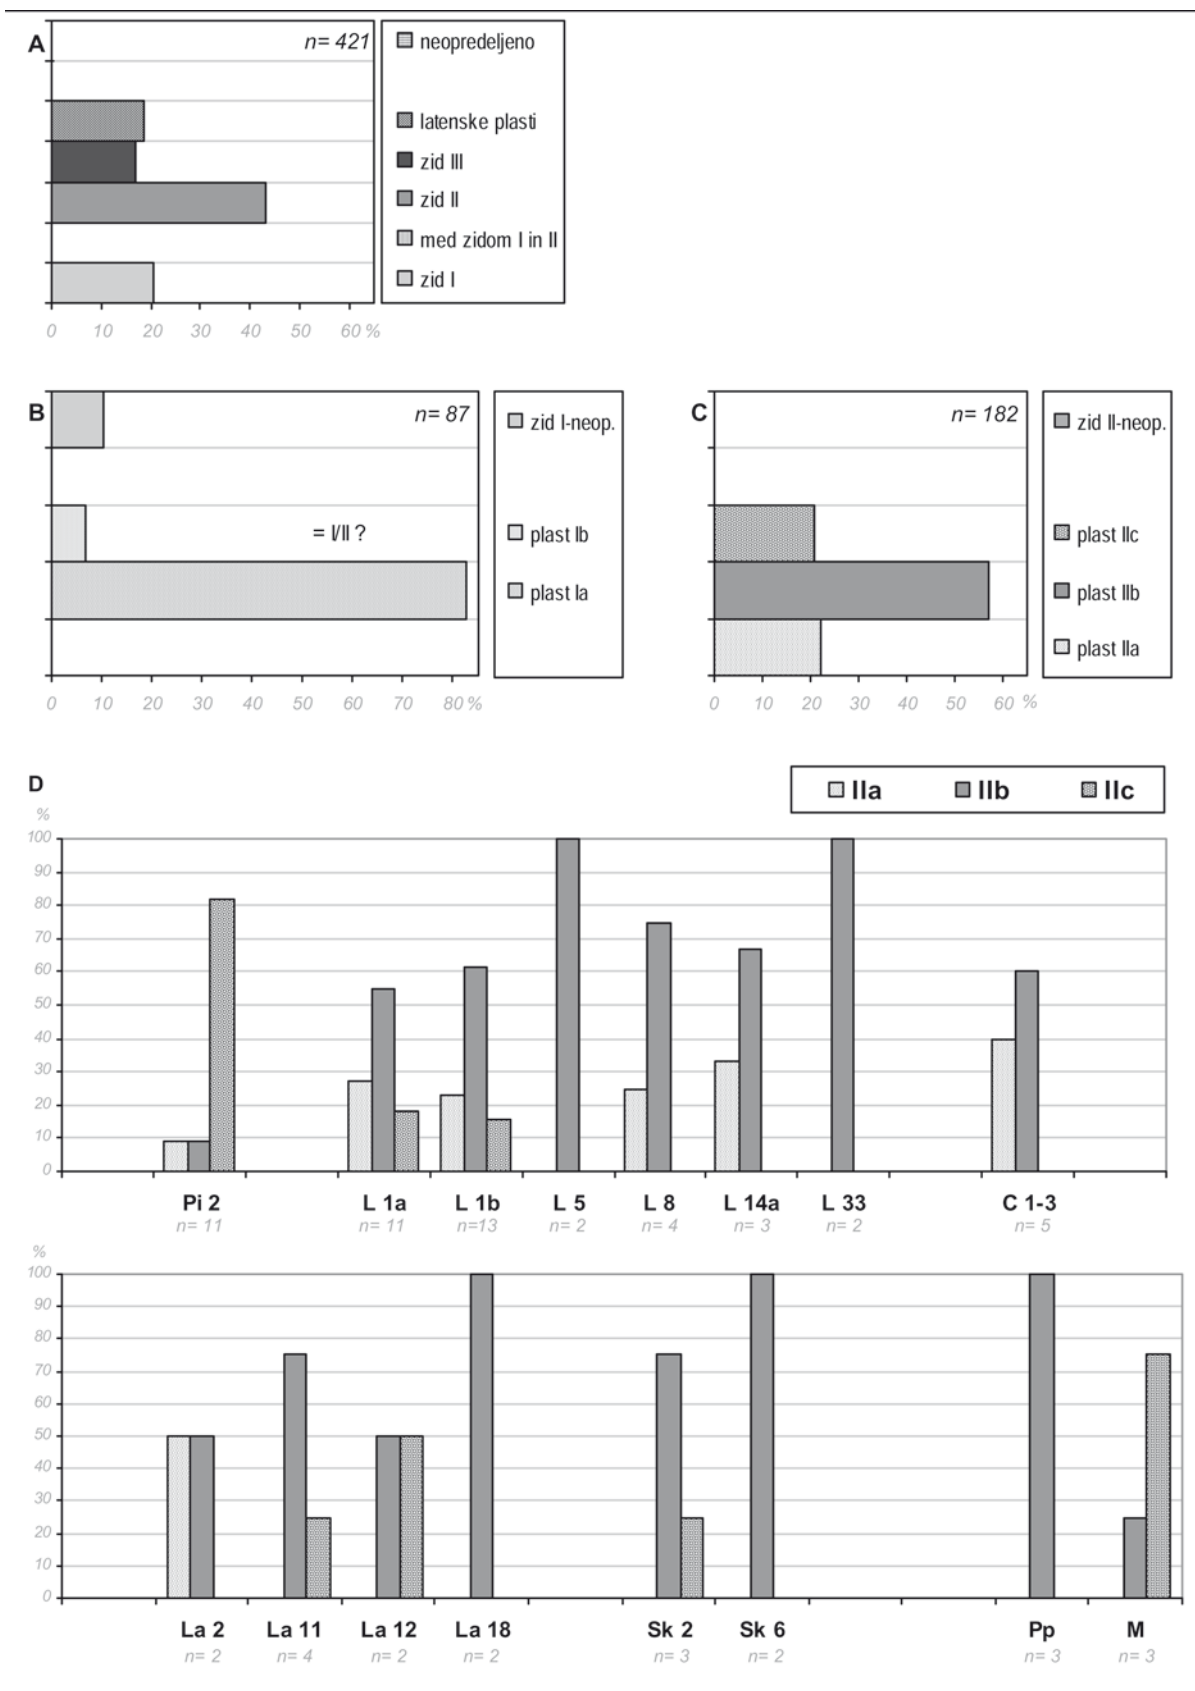 A
n= 421
neopredeljeno
latenske plasti
zid III
zid II
med zidom I in II
zid I
0 10 20 30 40 50 60 %
B
n= 87
= I/II ?
zid I-neop.
plast Ib
plast Ia
0 10 20 30 40 50 60 70 80 %
C
n= 182
zid II-neop.
plast IIc
plast IIb
plast IIa
0 10 20 30 40 50 60 %
D
IIa IIb IIc
%
100
90
80
70
60
50
40
30
20
10
0
Pi 2 L 1a L 1b L 5 L 8 L 14a L 33 C 1-3
n= 11 n= 11 n=13 n= 2 n= 4 n= 3 n= 2 n= 5
%
100
90
80
70
60
50
40
30
20
10
0
La 2 La 11 La 12 La 18 Sk 2 Sk 6 Pp M
n= 2 n= 4 n= 2 n= 2 n= 3 n= 2 n= 3 n= 3